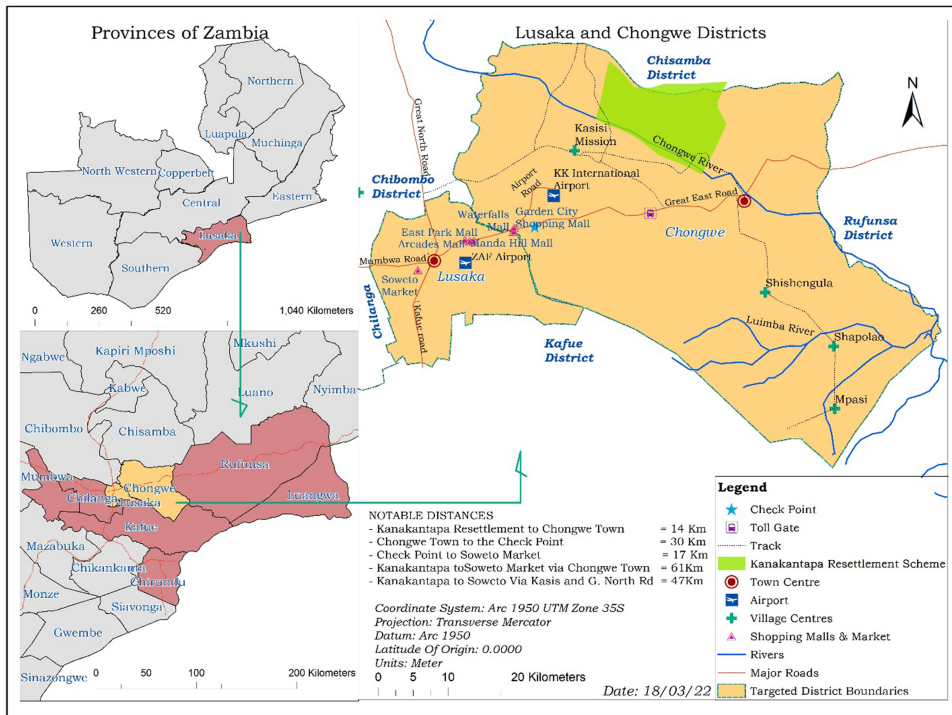 Provinces of Zambia
Northern
Luapula
Muchinga
North Western
Copperbelt
Central
Eastern
Western
Lusaka
Southern
0 260 520 1,040 Kilometers
Mkushi
Ngabwe
Kapiri Mposhi
Kabwe
Luano
Nyimba
Chibombo
Chisamba
Rufunsa
Mumbwa
Chongwe
Chilanga
Lusaka
Luangwa
Kafue
Mazabuka
Chikankanta
Chirundu
Monze
Siavonga
Gwembe
Sinazongwe
0 50 100 200 Kilometers
Lusaka and Chongwe Districts
Chisamba
District
N
Great North Road
Kasisi
Mission
Chongwe River
Chibombo
District
Airport
Road
KK International
Airport
Great East Road
Waterfalls
Mall
Garden City
Shopping Mall
Rufunsa
District
East Park Mall
Arcades Mall
Manda Hill Mall
Chongwe
Mumbwa Road
ZAF Airport
Lusaka
Soweto
Market
Chilanga
Kafue road
Shishengula
Luimba River
Kafue
District
Shapolao
Mpasi
NOTABLE DISTANCES
- Kanakantapa Resettlement to Chongwe Town = 14 Km
- Chongwe Town to the Check Point = 30 Km
- Check Point to Soweto Market = 17 Km
- Kanakantapa toSoweto Market via Chongwe Town = 61Km
- Kanakantapa to Sowcto Via Kasis and G. North Rd = 47Km
Coordinate System: Arc 1950 UTM Zone 35S
Projection: Transverse Mercator
Datum: Arc 1950
Latitude Of Origin: 0.0000
Units: Meter
0 5 10 20 Kilometers
Date: 18/03/22
Legend
Check Point
Toll Gate
Track
Kanakantapa Resettlement Scheme
Town Centre
Airport
Village Centres
Shopping Malls & Market
Rivers
Major Roads
Targeted District Boundaries